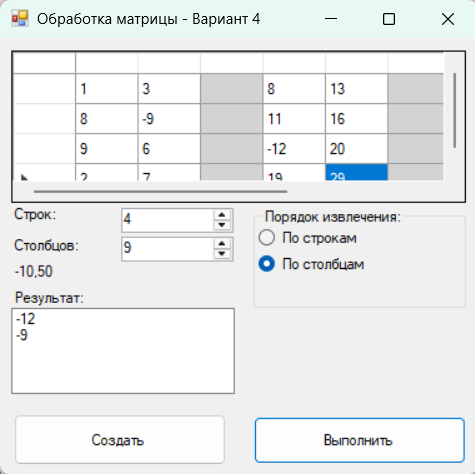 Обработка матрицы - Вариант 4
1 3 8 13
8 -9 11 16
9 6 -12 20
2 7 19 29
Строк: 4
Столбцов: 9
-10,50
Порядок извлечения:
По строкам
По столбцам
Результат:
-12
-9
Создать
Выполнить